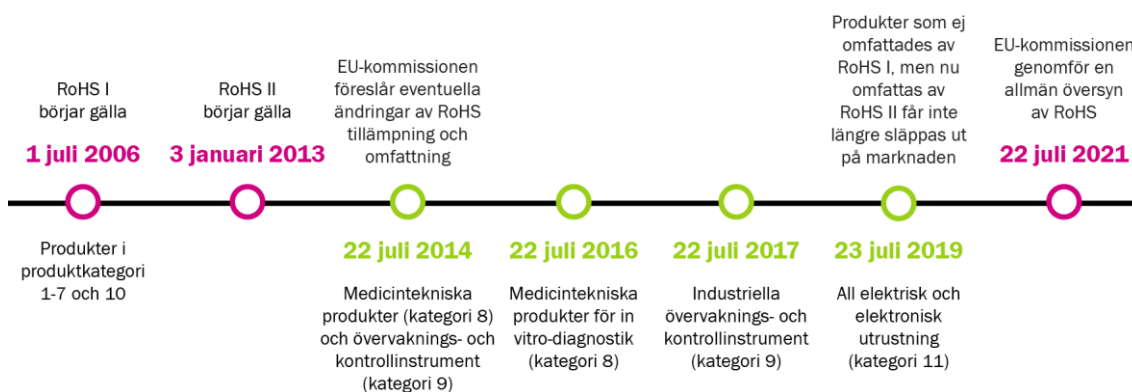 RoHS I
börjar gälla
1 juli 2006
Produkter i
produktkategori
1-7 och 10
RoHS II
börjar gälla
3 januari 2013
EU-kommissionen
föreslår eventuella
ändringar av RoHS
tillämpning och
omfattning
22 juli 2014
Medicintekniska
produkter (kategori 8)
och övervaknings- och
kontrollinstrument
(kategori 9)
22 juli 2016
Medicintekniska
produkter för in
vitro-diagnostik
(kategori 8)
22 juli 2017
Industriella
övervaknings- och
kontrollinstrument
(kategori 9)
Produkter som ej
omfattades av
RoHS I, men nu
omfattas av
RoHS II får inte
längre släppas ut
på marknaden
23 juli 2019
All elektrisk och
elektronisk
utrustning
(kategori 11)
EU-kommissionen
genomför en
allmän översyn
av RoHS
22 juli 2021